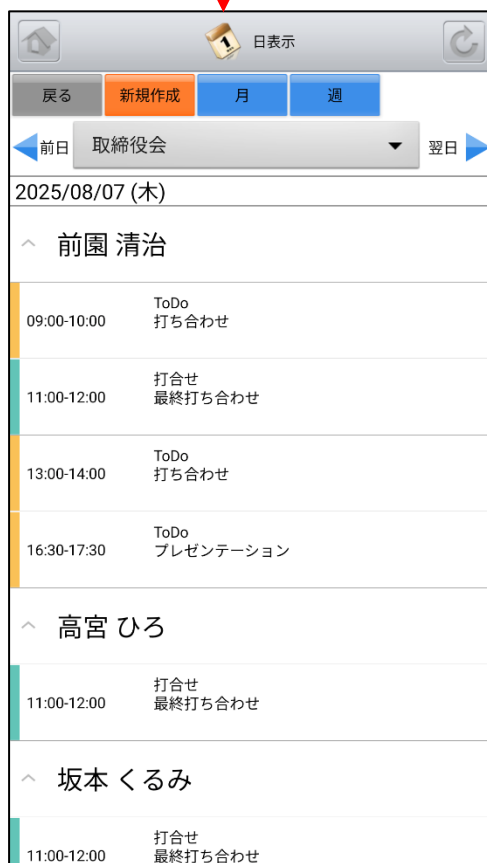 1
日表示
戻る
新規作成
月
週
前日
取締役会
翌日
2025/08/07 (木)
前園 清治
09:00-10:00
ToDo
打ち合わせ
11:00-12:00
打合せ
最終打ち合わせ
13:00-14:00
ToDo
打ち合わせ
16:30-17:30
ToDo
プレゼンテーション
高宮 ひろ
11:00-12:00
打合せ
最終打ち合わせ
坂本 くるみ
11:00-12:00
打合せ
最終打ち合わせ